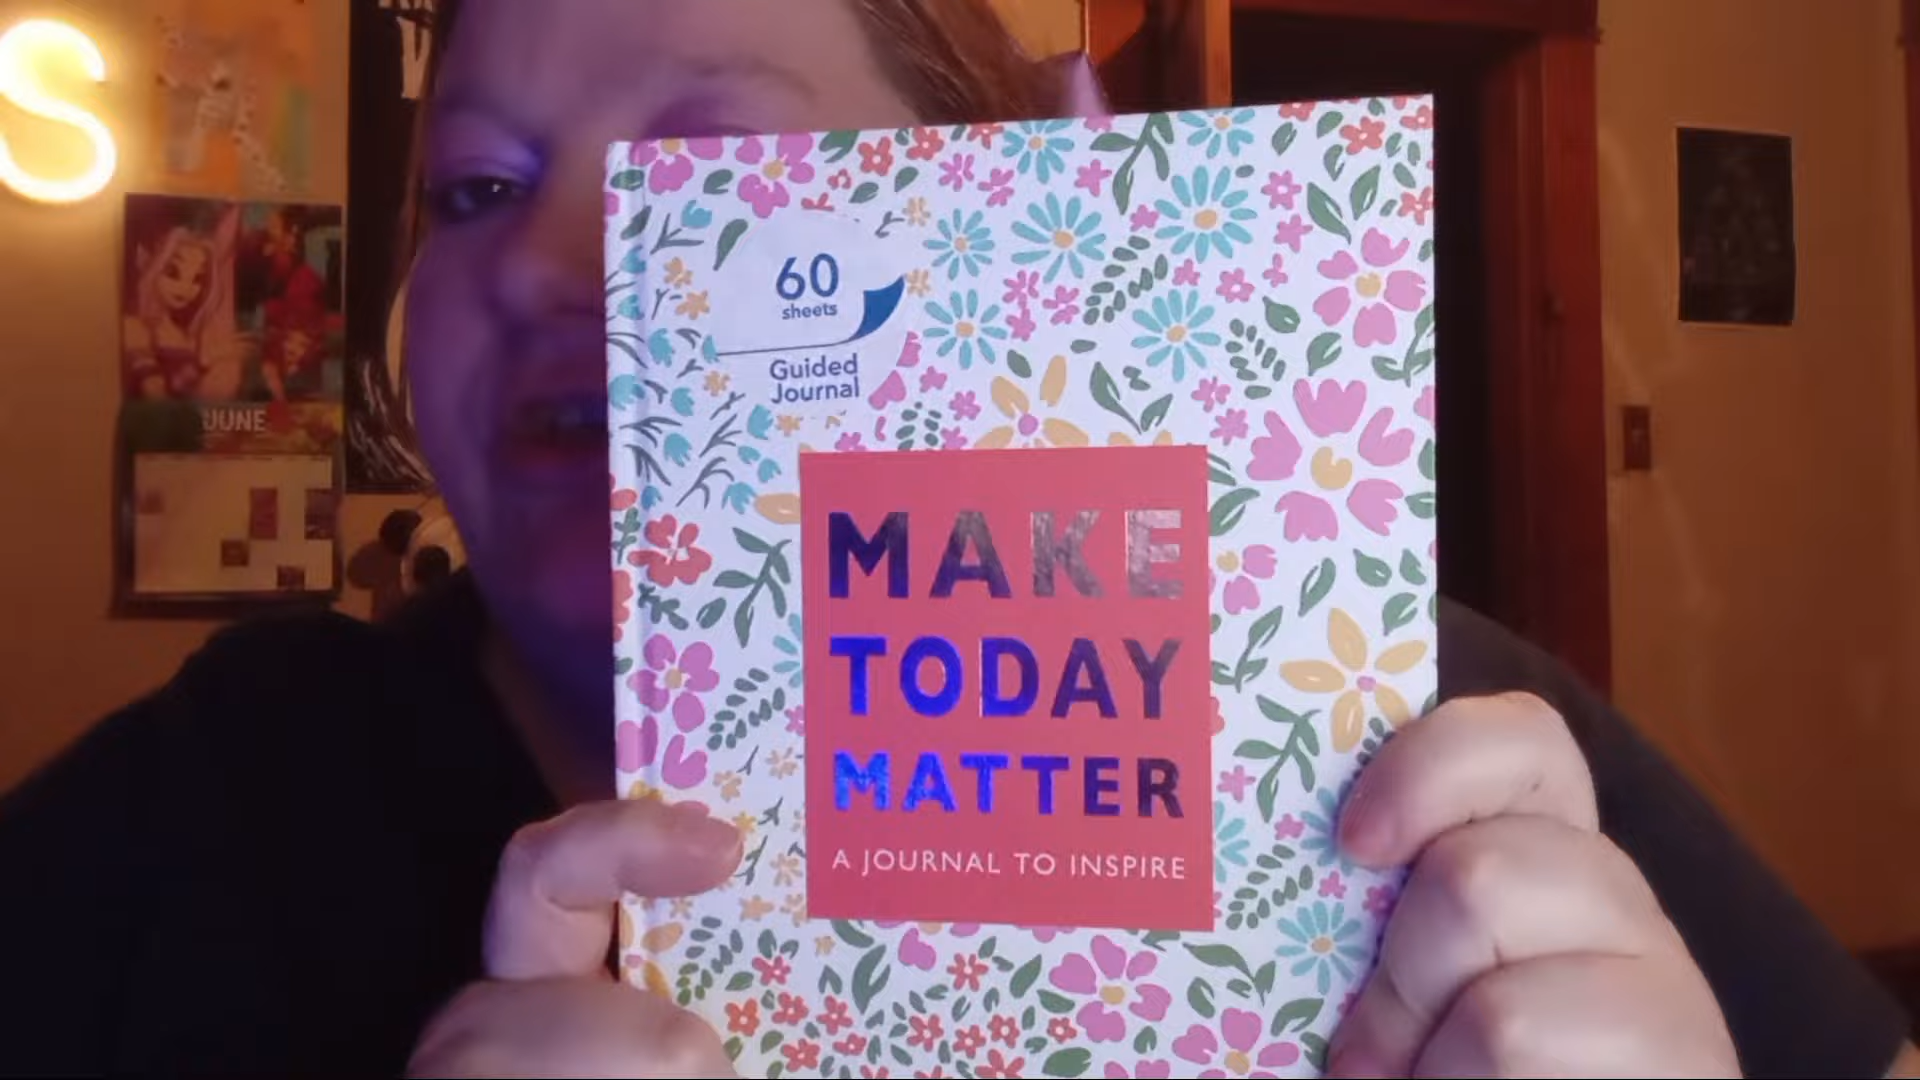 S
JUNE
60
sheets
Guided
Journal
MAKE
TODAY
MATTER
A JOURNAL TO INSPIRE